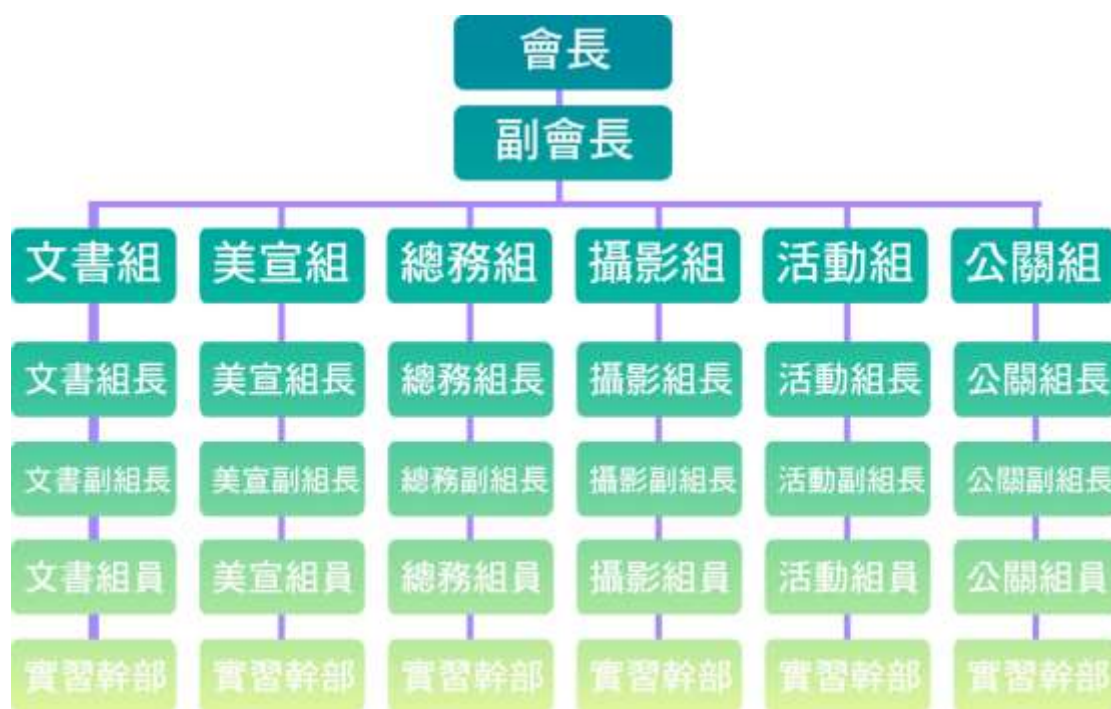 會長
副會長
文書組 美宣組 總務組 攝影組 活動組 公關組
文書組長 美宣組長 總務組長 攝影組長 活動組長 公關組長
文書副組長 美宣副組長 總務副組長 攝影副組長 活動副組長 公關副組長
文書組員 美宣組員 總務組員 攝影組員 活動組員 公關組員
實習幹部 實習幹部 實習幹部 實習幹部 實習幹部 實習幹部